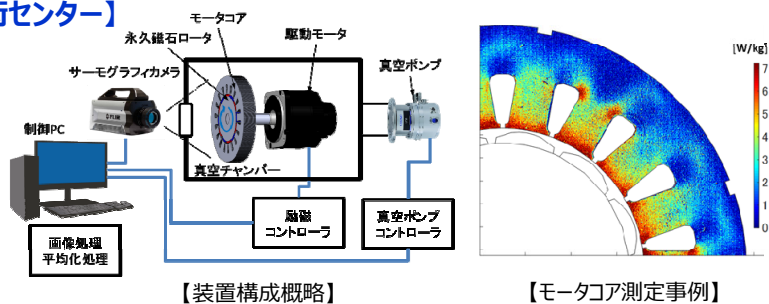 術センター】
モータコア
永久磁石ロータ
駆動モータ
サーモグラフィカメラ
真空ポンプ
制御PC
真空チャンバー
励磁
コントローラ
真空ポンプ
コントローラ
画像処理
平均化処理
【装置構成概略】
[W/kg]
7
6
5
4
3
2
1
0
【モータコア測定事例】